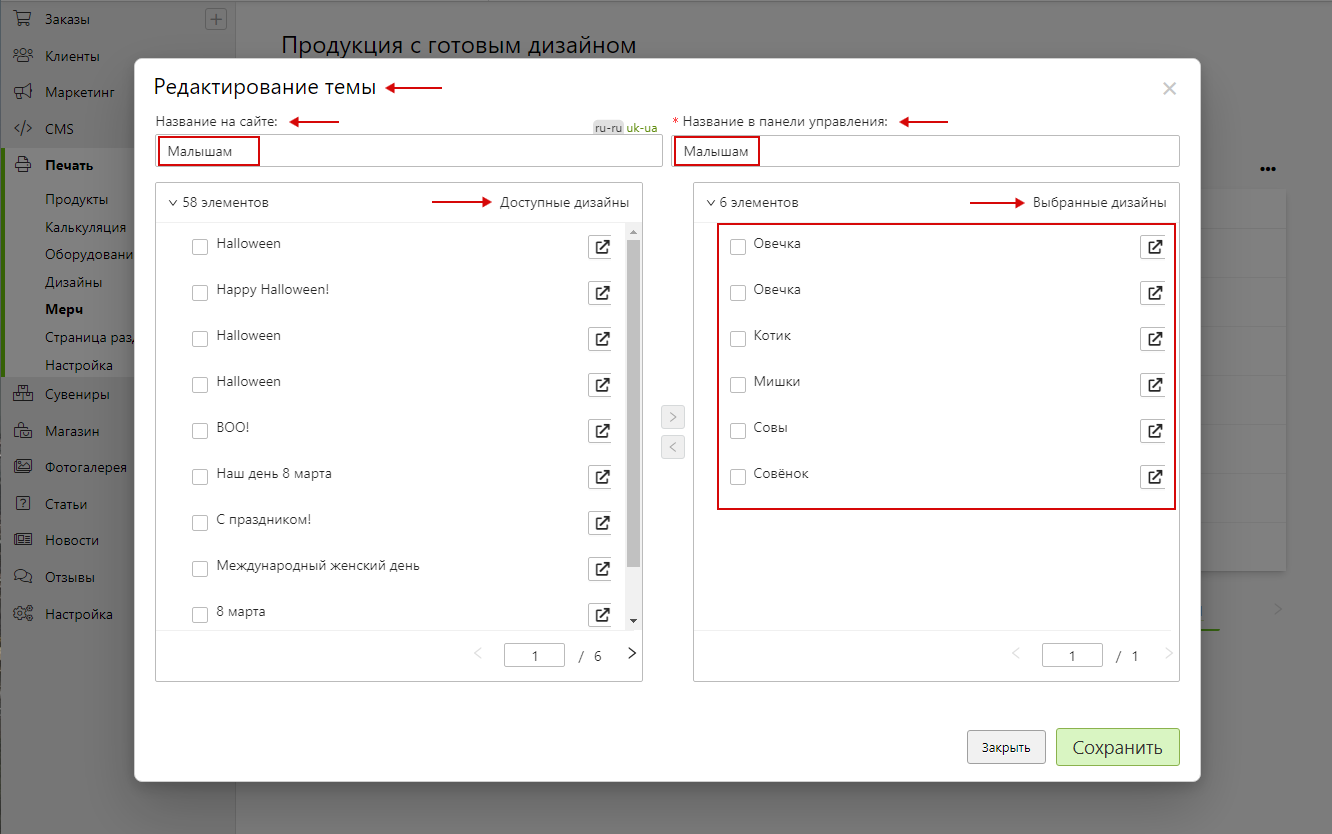 Заказы
Клиенты
Маркетинг
CMS
Печать
Продукты
Калькуляция
Дизайны
Мерч
Страница
Настройка
Сувениры
Магазин
Фотогалерея
Статьи
Новости
Отзывы
Настройка
Продукция с готовым дизайном
Редактирование темы
Название на сайте:
ru-ru uk-ua
Малышам
* Название в панели управления:
Малышам
58 элементов Доступные дизайны
Halloween
Happy Halloween!
Halloween
Halloween
BOO!
Наш день 8 марта
С праздником!
Международный женский день
8 марта
1 / 6
6 элементов Выбранные дизайны
Овечка
Овечка
Котик
Мишки
Совы
Совёнок
1 / 1
Закрыть Сохранить